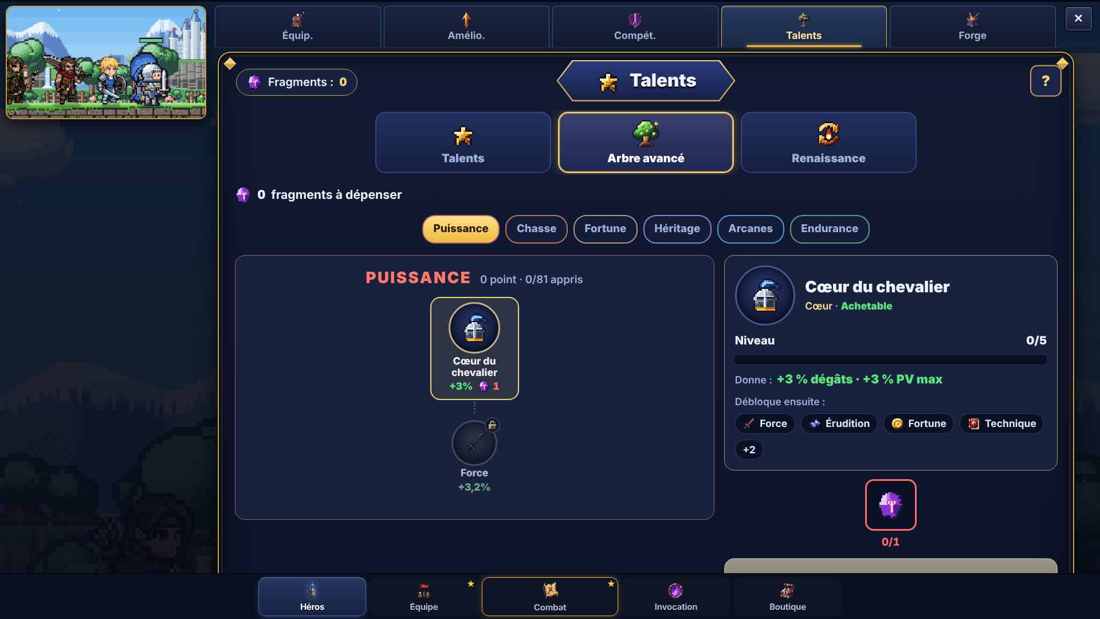 Équip.
Amélio.
Compét.
Talents
Forge
×
Fragments : 0
Talents
?
Talents
Arbre avancé
Renaissance
0 fragments à dépenser
Puissance
Chasse
Fortune
Héritage
Arcanes
Endurance
PUISSANCE 0 point · 0/81 appris
Cœur du
chevalier
+3% 1
Force
+3,2%
Cœur du chevalier
Cœur · Achetable
Niveau 0/5
Donne : +3 % dégâts · +3 % PV max
Débloque ensuite :
Force Érudition Fortune Technique
+2
0/1
Héros
Équipe
Combat
Invocation
Boutique